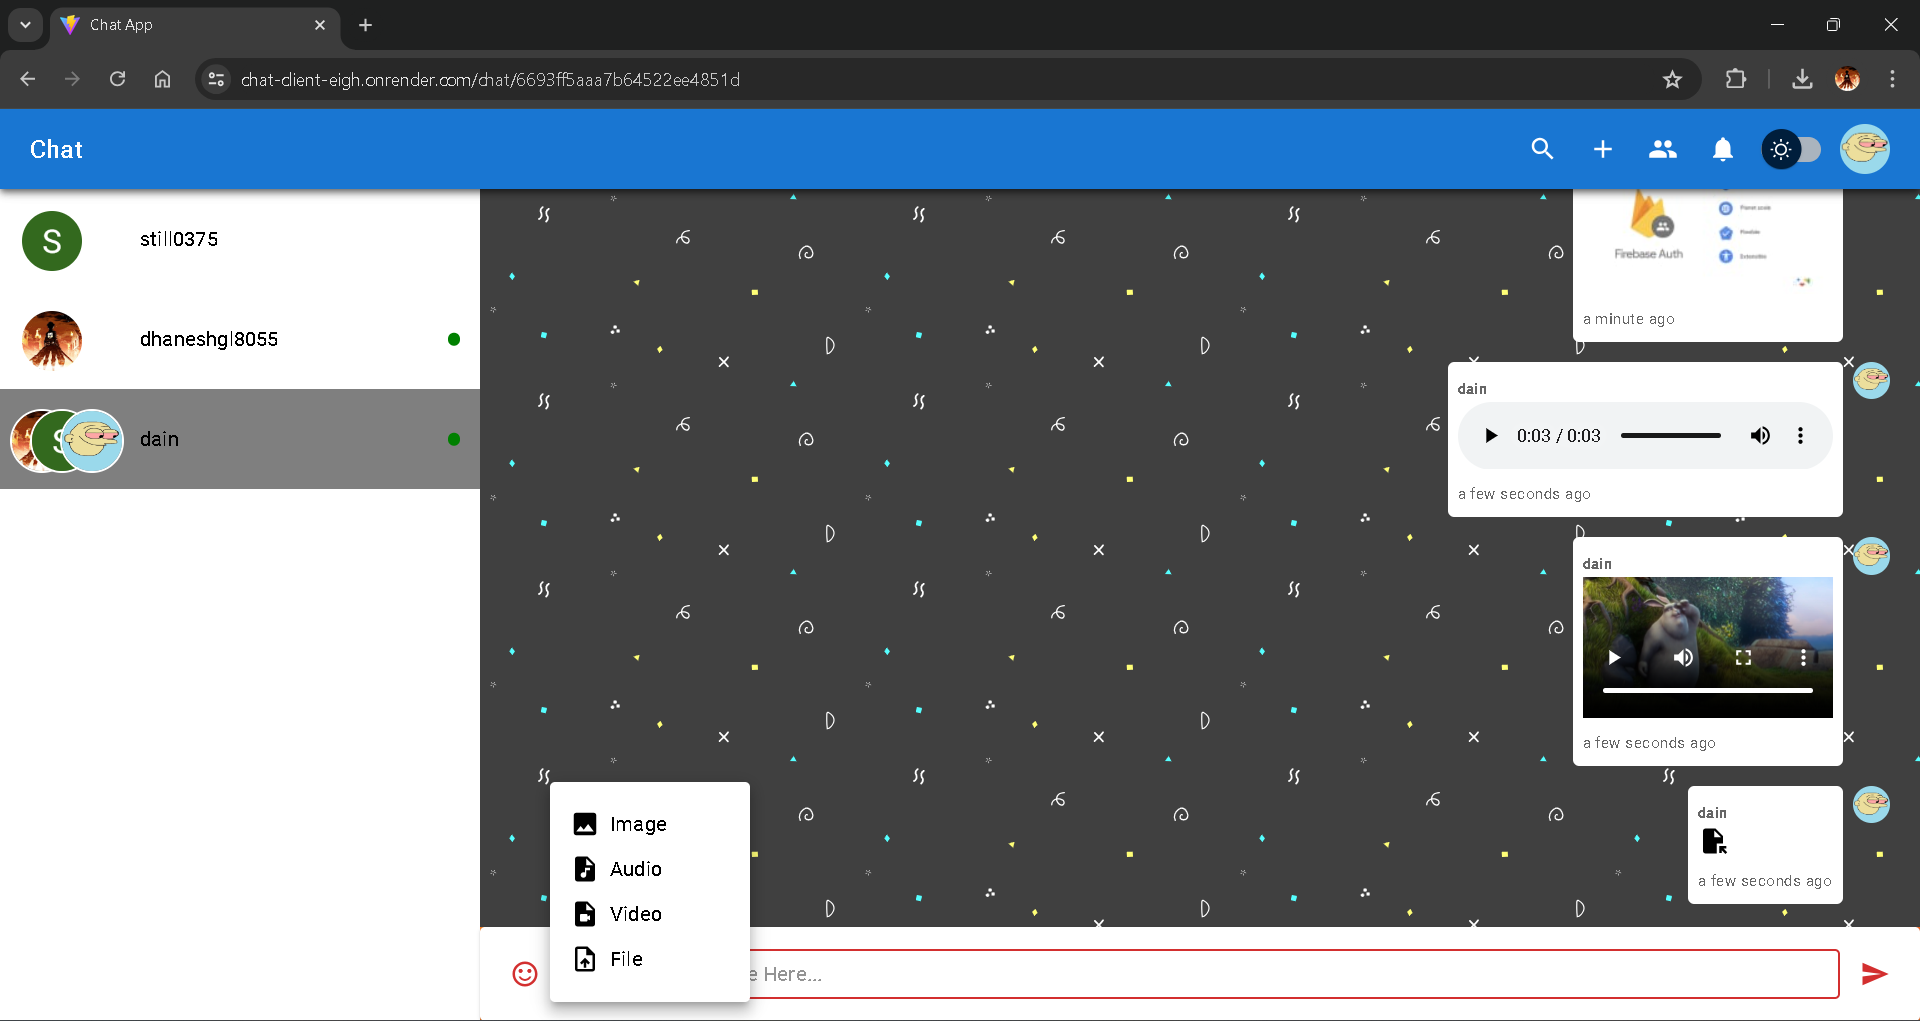 Chat App
chat-client-eigh.onrender.com/chat/6693ff5aaa7b64522ee4851d
Chat
S
still0375
dhaneshgl8055
dain
Firebase Auth
Extensions
a minute ago
dain
0:03 / 0:03
a few seconds ago
dain
a few seconds ago
dain
a few seconds ago
Image
Audio
Video
File
e Here...